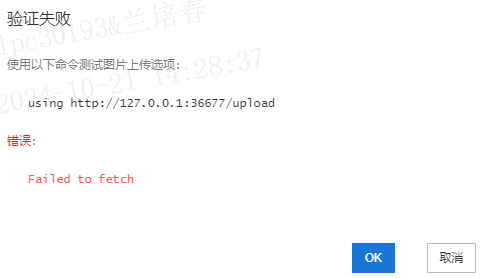 验证失败
lpc30193&兰培春
使用以下命令测试图片上传选项:
2024-10-21 14:28:37
using http://127.0.0.1:36677/upload
错误:
Failed to fetch
OK
取消